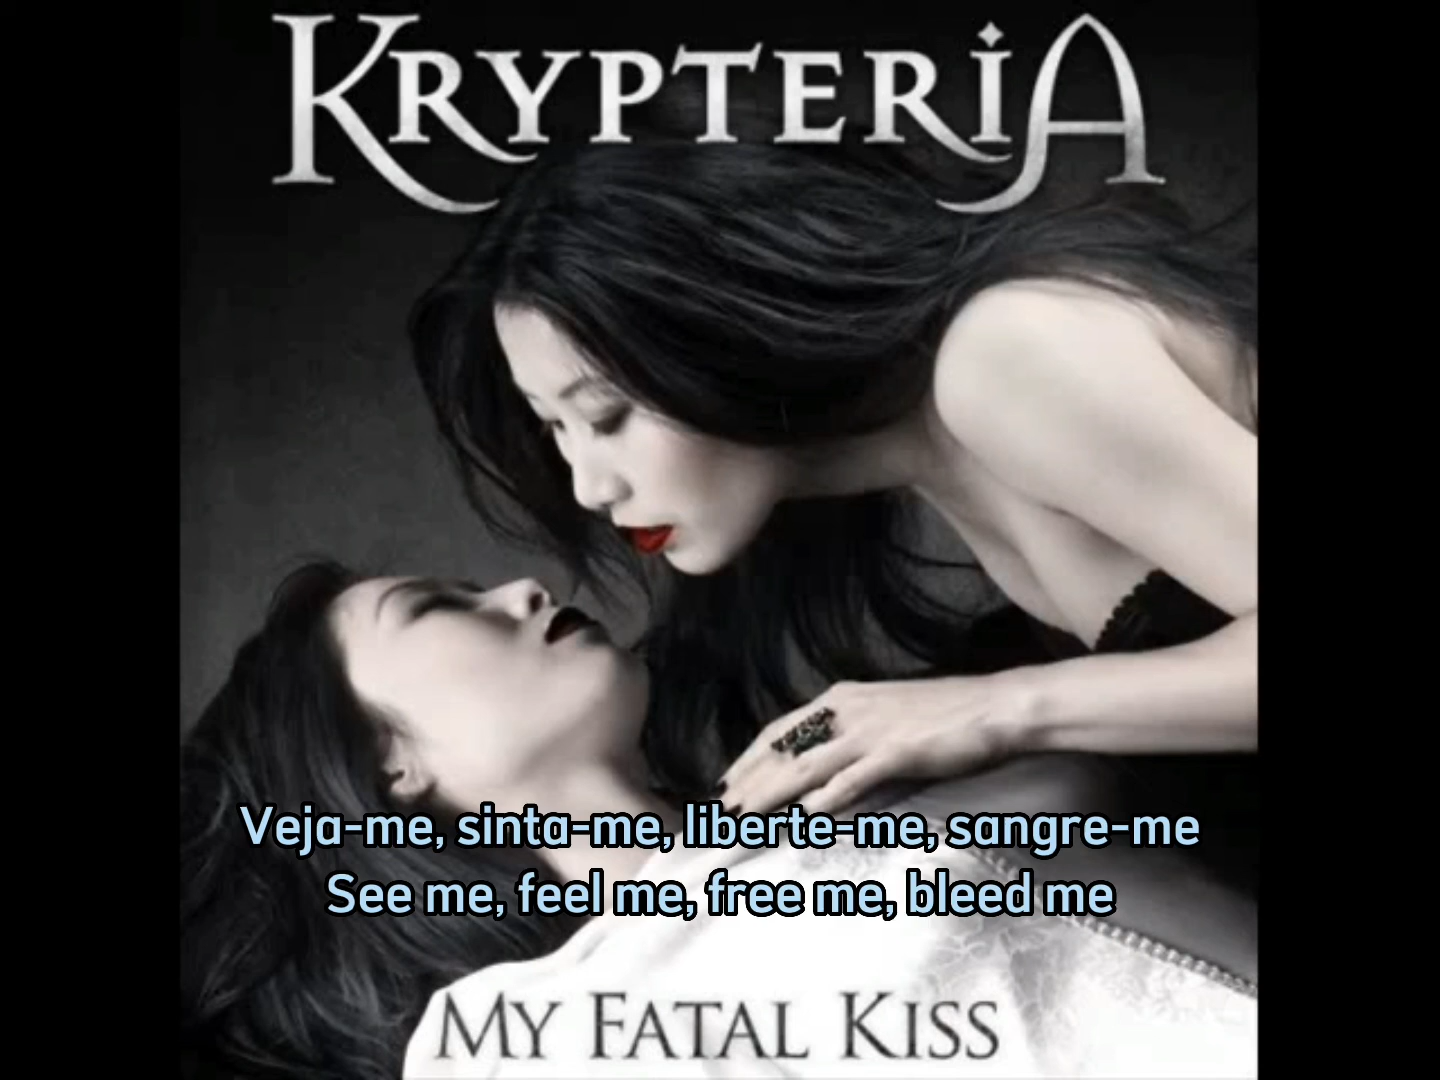 KRYPTERIA
Veja-me, sinta-me, liberte-me, sangre-me
See me, feel me, free me, bleed me
MY FATAL KISS